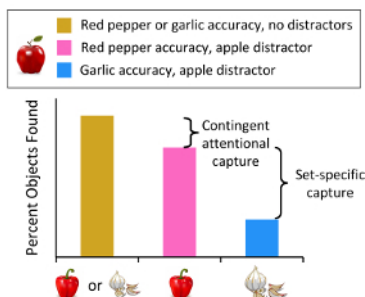 Red pepper or garlic accuracy, no distractors
Red pepper accuracy, apple distractor
Garlic accuracy, apple distractor
Percent Objects Found
Contingent
attentional
capture
Set-specific
capture
or